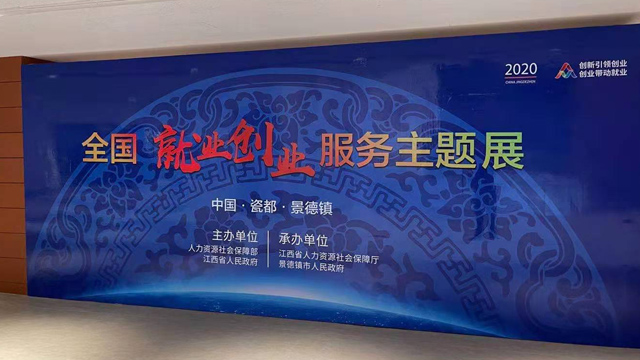 2020
CHINA JINGDEZHEN
创新引领创业
创业带动就业
全国 就业创业 服务主题展
中国·瓷都·景德镇
主办单位
人力资源社会保障部
江西省人民政府
承办单位
江西省人力资源社会保障厅
景德镇市人民政府